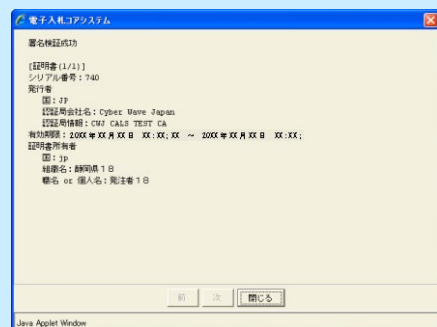 電子入札コアシステム
署名検証成功
[証明書(1/1)]
シリアル番号：740
発行者
国：JP
認証局会社名：Cyber Wave Japan
認証局情報：CWJ CALS TEST CA
有効期限：20XX年XX月XX日 XX:XX;XX ～ 20XX年XX月XX日 XX:XX;
証明書所有者
国：jp
組織名：静岡県１８
職名 or 個人名：発注者１８
前 次 閉じる
Java Applet Window